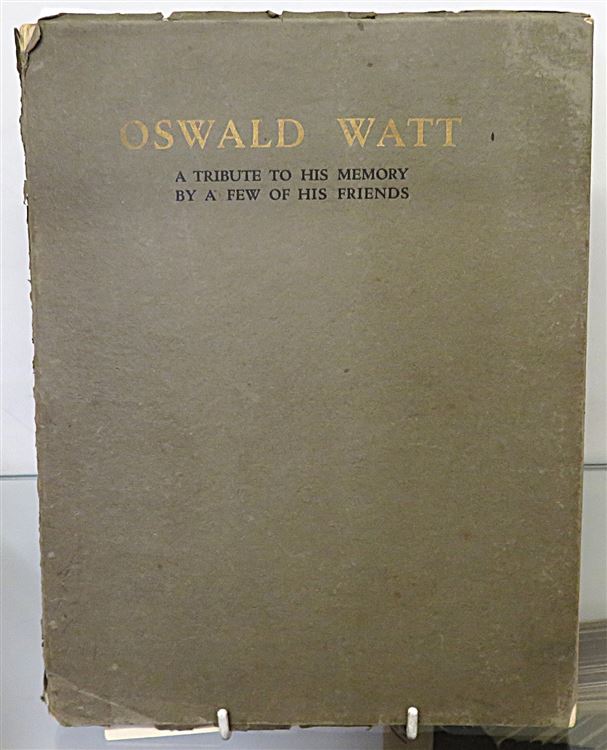 OSWALD WATT
A TRIBUTE TO HIS MEMORY
BY A FEW OF HIS FRIENDS